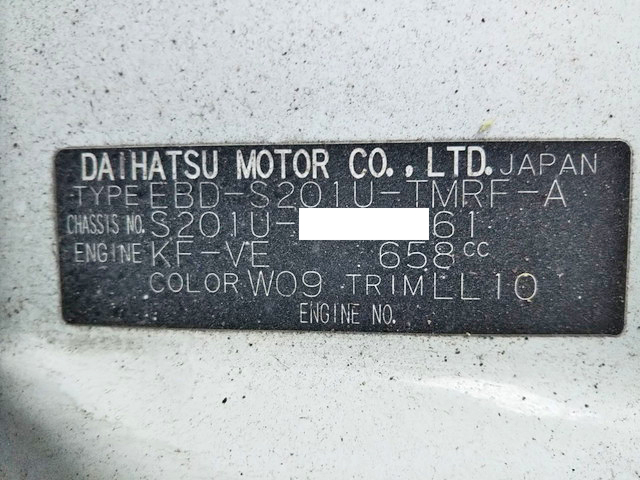 DAIHATSU MOTOR CO., LTD. JAPAN
TYPE EBD-S201U-TMRF-A
CHASSIS NO. S201U- 61
ENGINE KF-VE 658cc
COLOR W09 TRIM LL10
ENGINE NO.